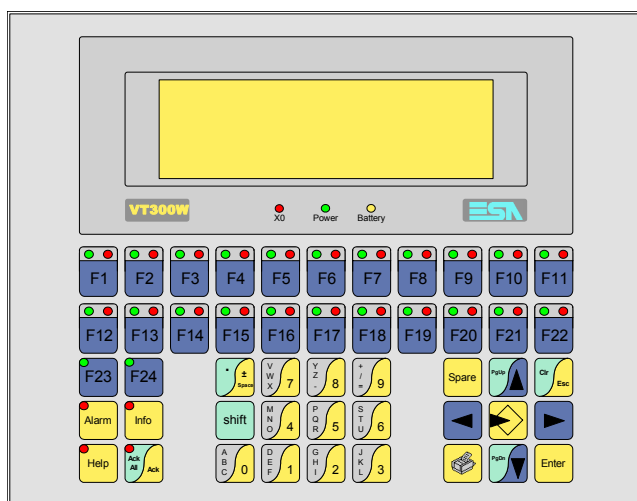 VT300W
X0 Power Battery ESA
F1 F2 F3 F4 F5 F6 F7 F8 F9 F10 F11
F12 F13 F14 F15 F16 F17 F18 F19 F20 F21 F22
F23 F24 . ± Space V W X 7 Y Z - 8 + / = 9 Spare PgUp Clr Esc
Alarm Info shift M N O 4 P Q R 5 S T U 6
Help Ack All Ack A B C 0 D E F 1 G H I 2 J K L 3 PgDn Enter